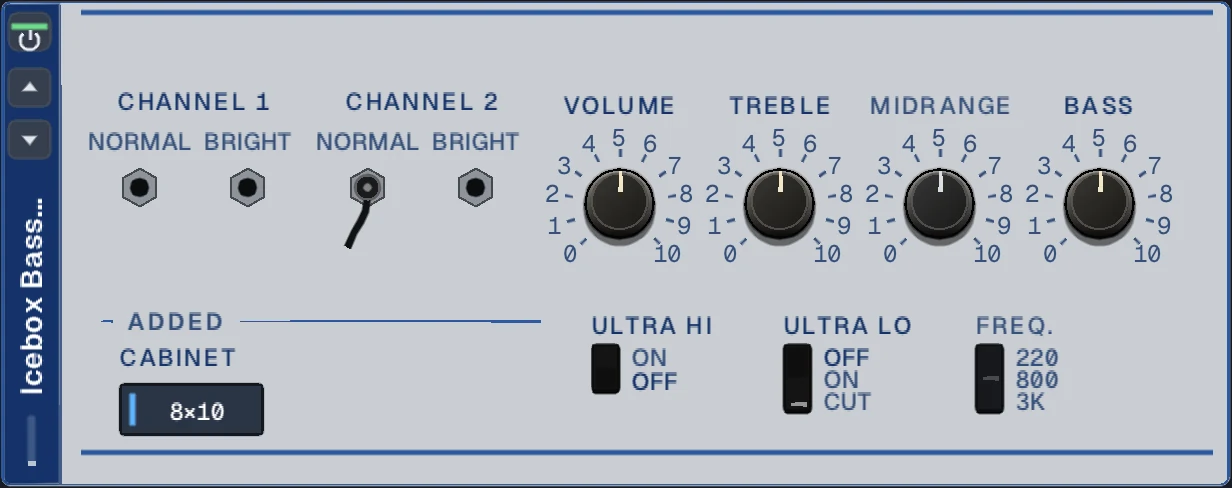 Icebox Bass...
CHANNEL 1
NORMAL BRIGHT
CHANNEL 2
NORMAL BRIGHT
VOLUME
0 1 2 3 4 5 6 7 8 9 10
TREBLE
0 1 2 3 4 5 6 7 8 9 10
MIDRANGE
0 1 2 3 4 5 6 7 8 9 10
BASS
0 1 2 3 4 5 6 7 8 9 10
ADDED
CABINET
8×10
ULTRA HI
ON
OFF
ULTRA LO
OFF
ON
CUT
FREQ.
220
800
3K